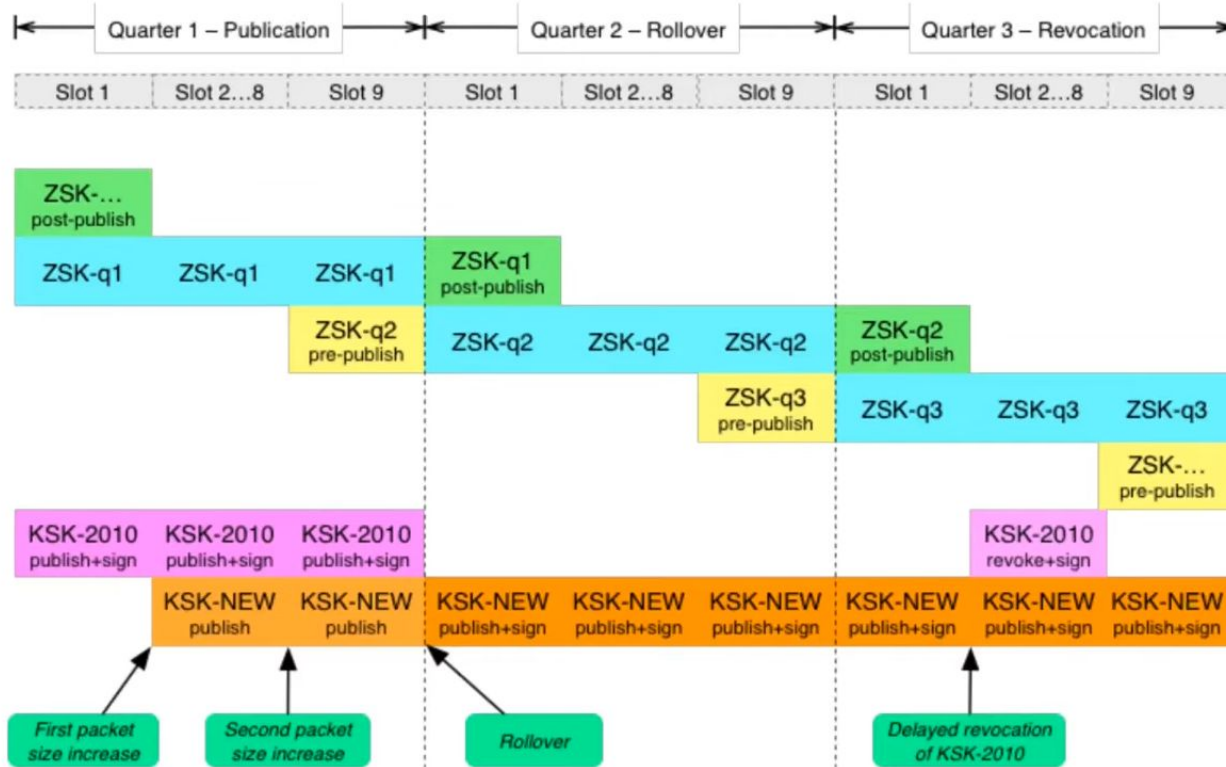 Quarter 1 – Publication Quarter 2 – Rollover Quarter 3 – Revocation
Slot 1 Slot 2…8 Slot 9 Slot 1 Slot 2…8 Slot 9 Slot 1 Slot 2…8 Slot 9
ZSK-…
post-publish
ZSK-q1 ZSK-q1 ZSK-q1
ZSK-q1
post-publish
ZSK-q2
pre-publish
ZSK-q2 ZSK-q2 ZSK-q2
ZSK-q2
post-publish
ZSK-q3
pre-publish
ZSK-q3 ZSK-q3 ZSK-q3
ZSK-…
pre-publish
KSK-2010 KSK-2010 KSK-2010 KSK-2010
publish+sign publish+sign publish+sign revoke+sign
KSK-NEW KSK-NEW KSK-NEW KSK-NEW KSK-NEW KSK-NEW KSK-NEW KSK-NEW
publish publish publish+sign publish+sign publish+sign publish+sign publish+sign publish+sign
First packet
size increase
Second packet
size increase
Rollover
Delayed revocation
of KSK-2010